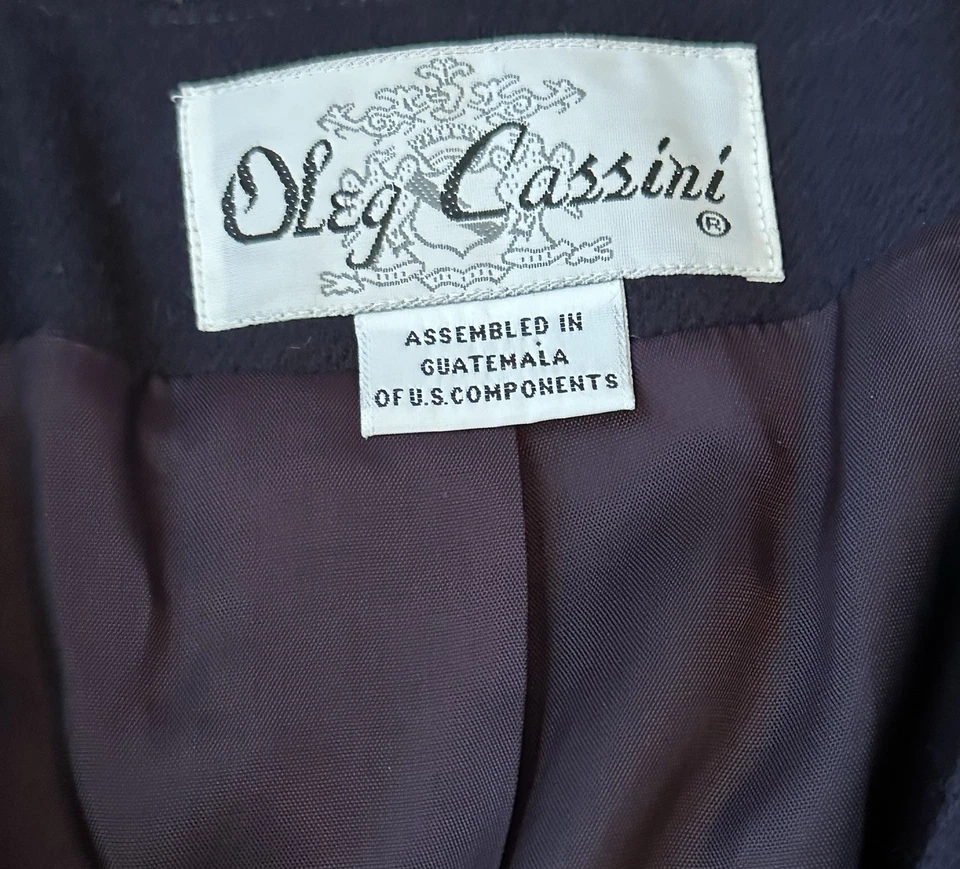 Oleg Cassini
®
ASSEMBLED IN
GUATEMALA
OF U.S. COMPONENTS